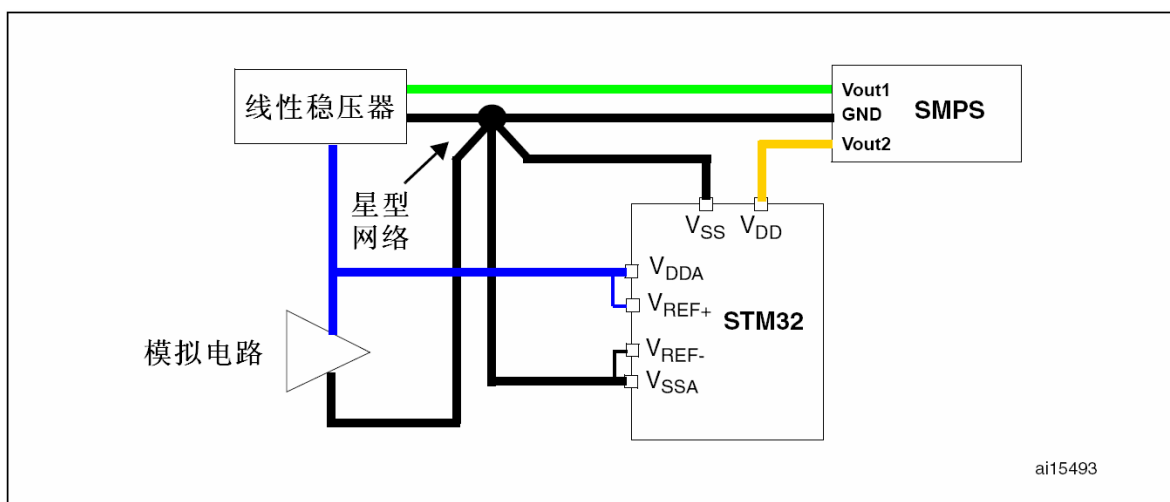 线性稳压器
Vout1
GND
SMPS
Vout2
星型
网络
VSS
VDD
VDDA
VREF+
STM32
模拟电路
VREF-
VSSA
ai15493